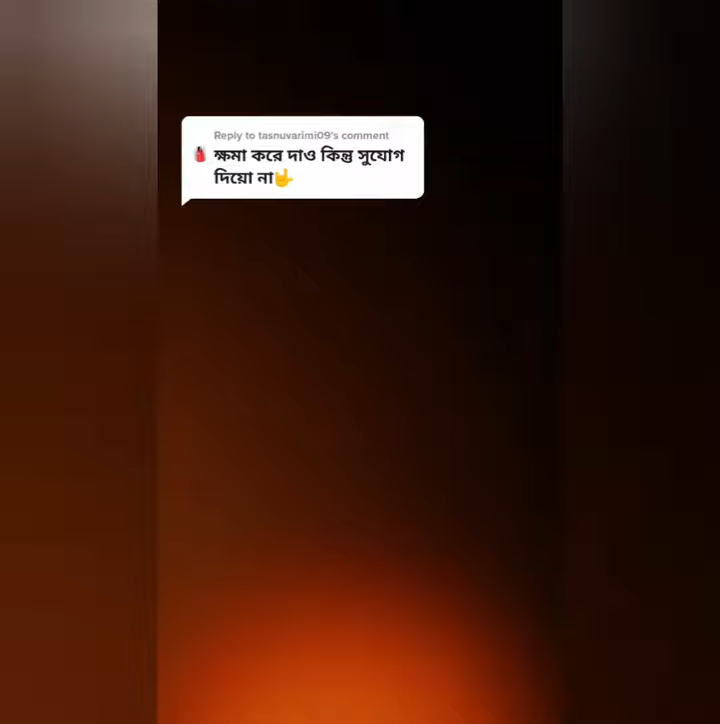 Reply to tasnuvarimi09's comment
ক্ষমা করে দাও কিন্তু সুযোগ
দিয়ো না🤟